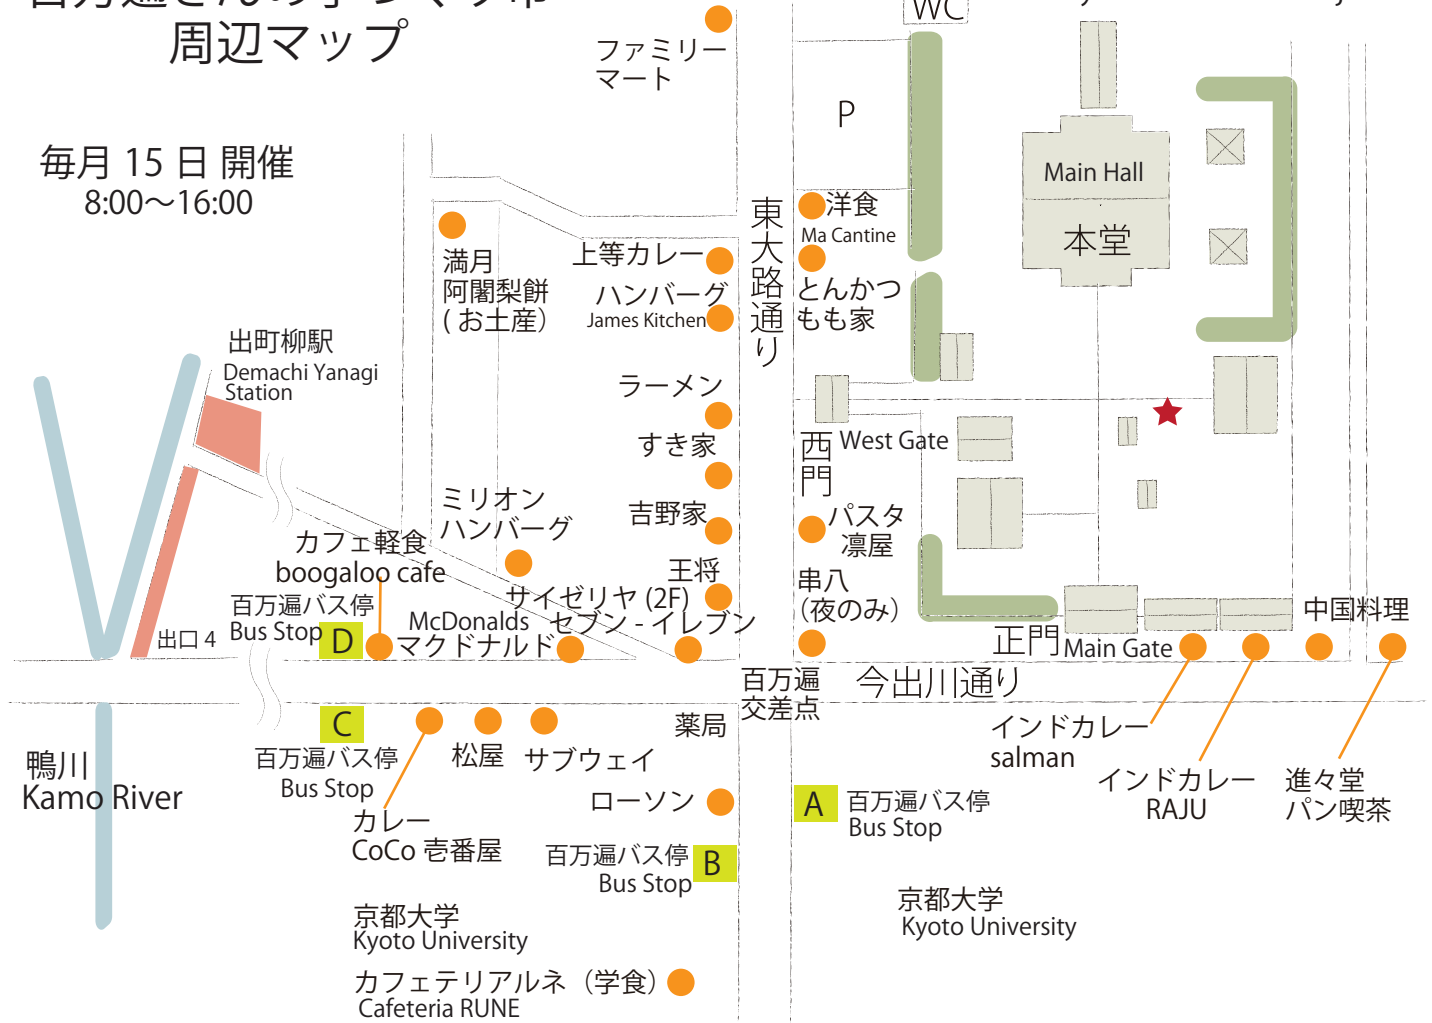 百万遍さんの手づくり市
周辺マップ
毎月 15 日 開催
8:00～16:00
ファミリー
マート
WC
P
Main Hall
本堂
東大路通り
洋食
Ma Cantine
とんかつ
もも家
上等カレー
ハンバーグ
James Kitchen
満月
阿闍梨餅
( お土産）
出町柳駅
Demachi Yanagi
Station
ラーメン
すき家
吉野家
王将
西門
West Gate
パスタ
凛屋
串八
（夜のみ）
ミリオン
ハンバーグ
カフェ軽食
boogaloo cafe
サイゼリヤ (2F)
百万遍バス停
Bus Stop
D
McDonalds
マクドナルド
セブン - イレブン
出口 4
正門
Main Gate
中国料理
百万遍
交差点
今出川通り
C
百万遍バス停
Bus Stop
松屋
サブウェイ
薬局
カレー
CoCo 壱番屋
ローソン
A
百万遍バス停
Bus Stop
B
百万遍バス停
Bus Stop
インドカレー
salman
インドカレー
RAJU
進々堂
パン喫茶
鴨川
Kamo River
京都大学
Kyoto University
京都大学
Kyoto University
カフェテリアルネ（学食）
Cafeteria RUNE